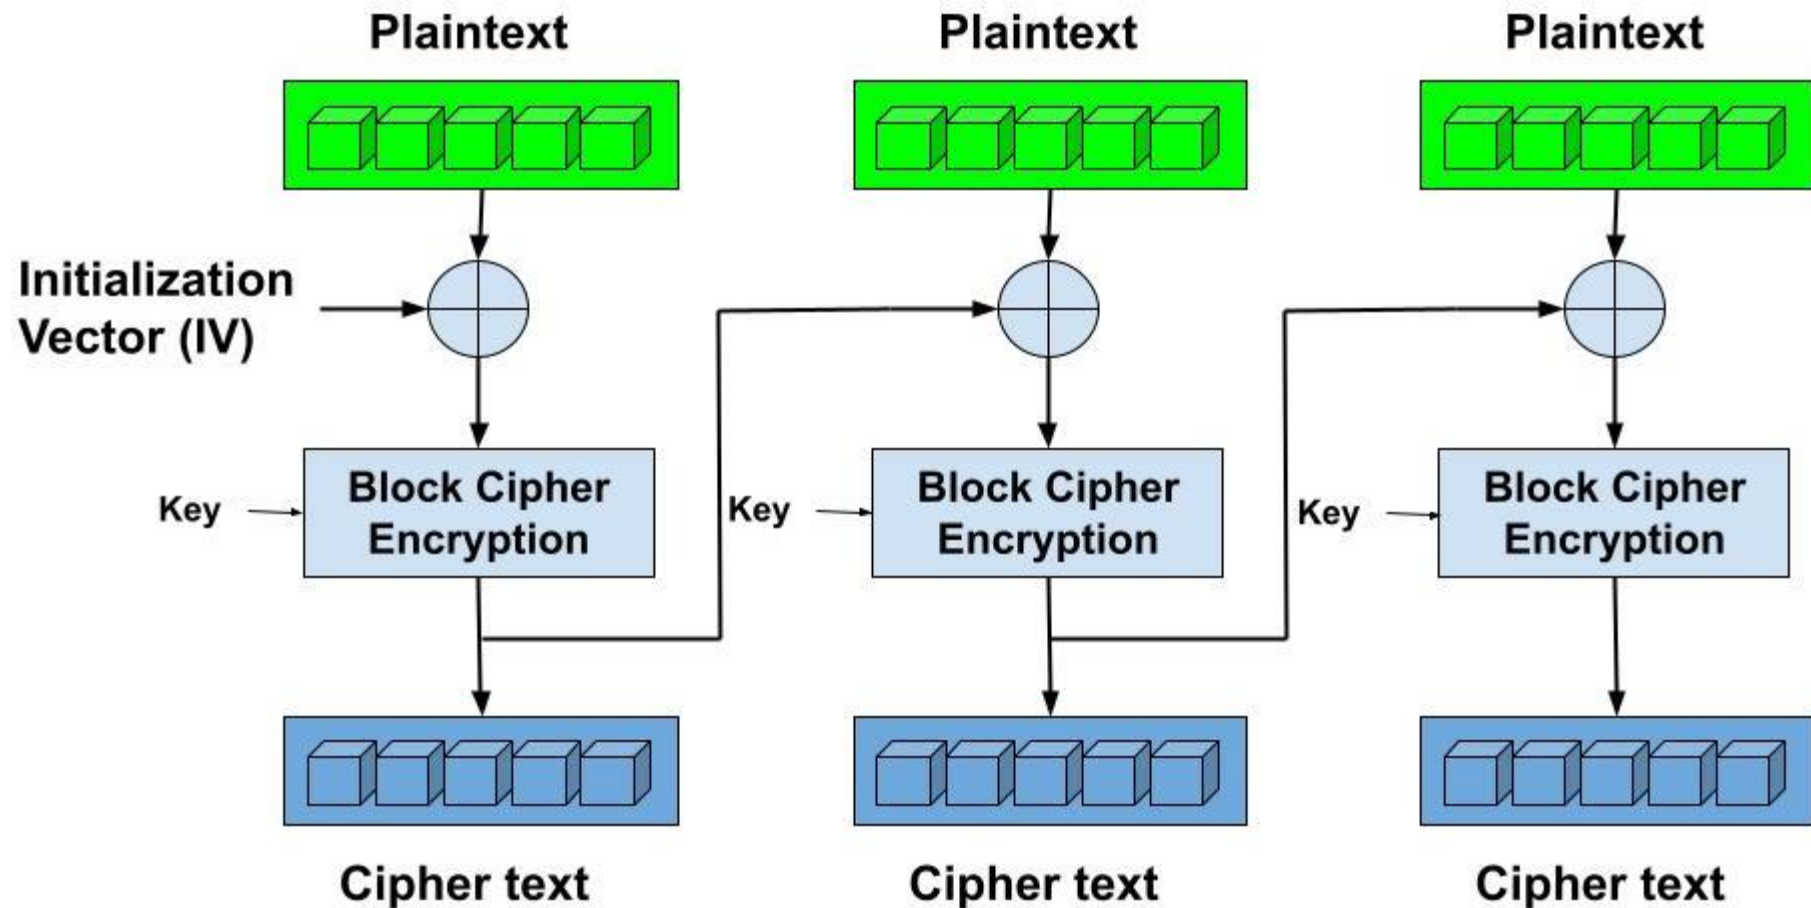 Plaintext
Plaintext
Plaintext
Initialization
Vector (IV)
Key
Block Cipher
Encryption
Key
Block Cipher
Encryption
Key
Block Cipher
Encryption
Cipher text
Cipher text
Cipher text